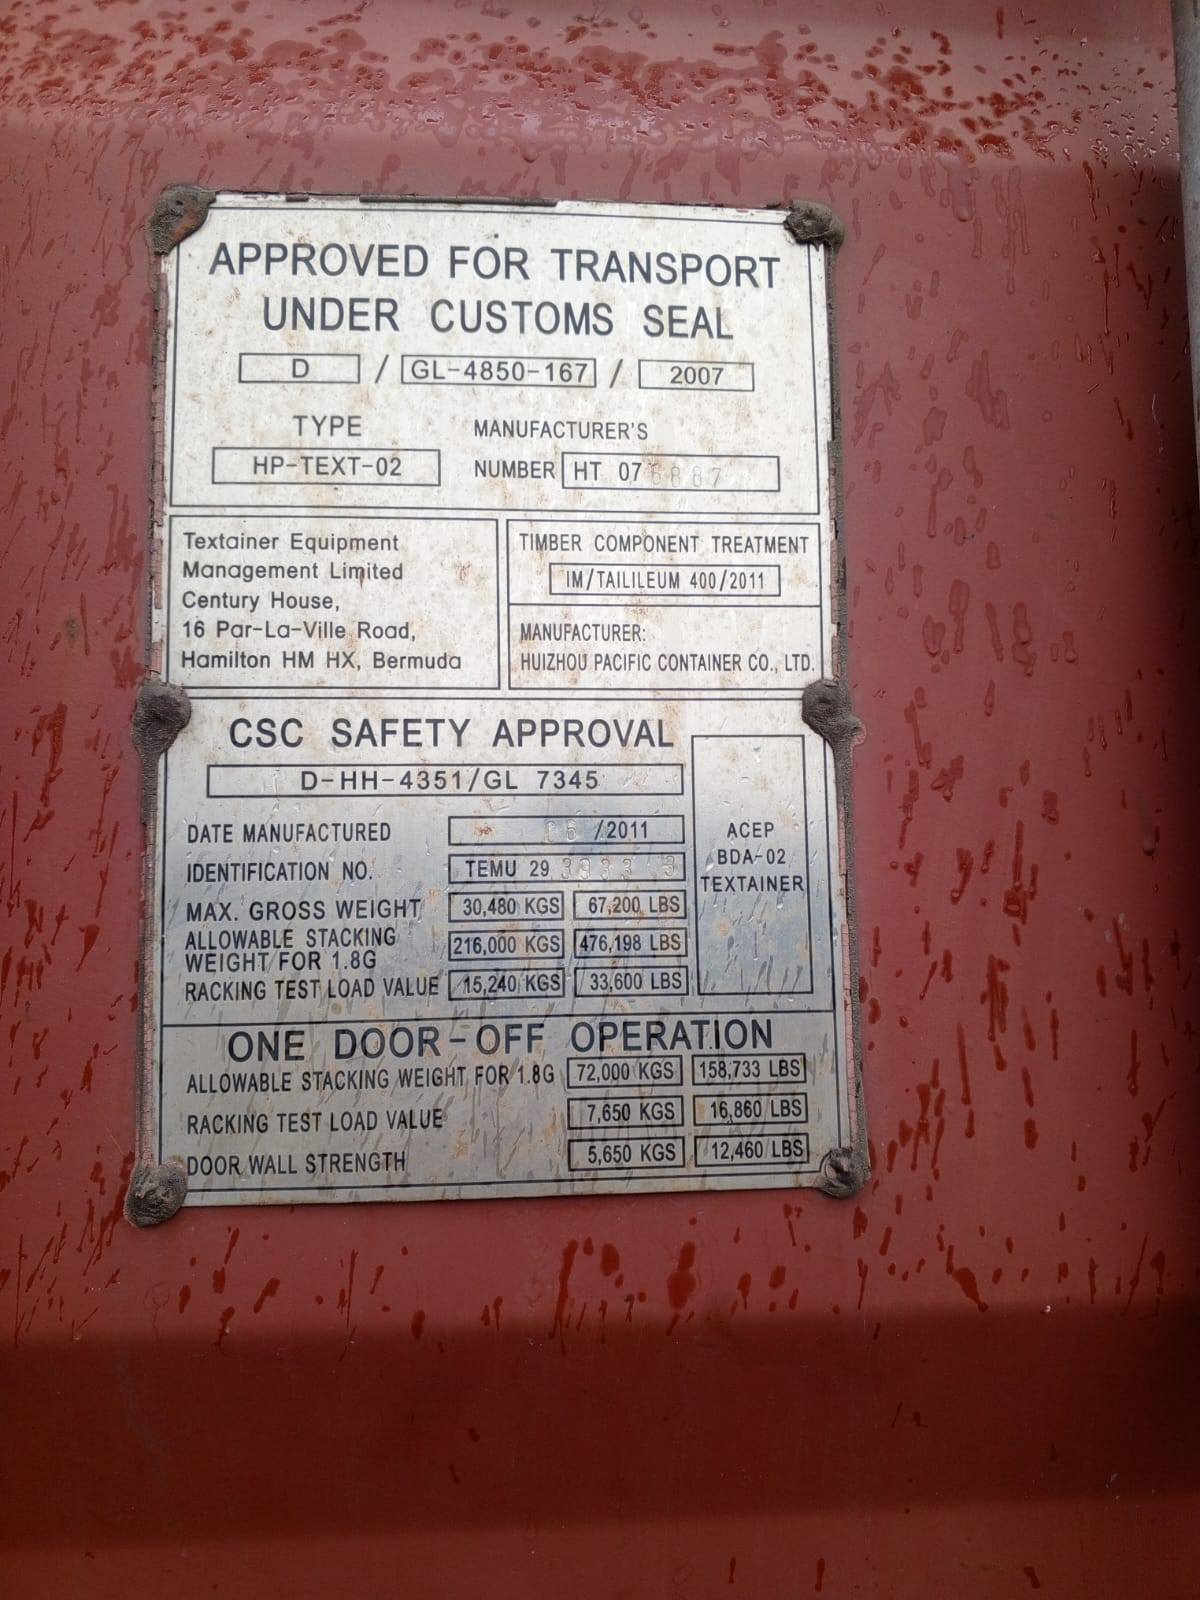 APPROVED FOR TRANSPORT
UNDER CUSTOMS SEAL
D / GL-4850-167 / 2007
TYPE
HP-TEXT-02
MANUFACTURER'S
NUMBER HT 07
Textainer Equipment
Management Limited
Century House,
16 Par-La-Ville Road,
Hamilton HM HX, Bermuda
TIMBER COMPONENT TREATMENT
IM/TAILILEUM 400/2011
MANUFACTURER:
HUIZHOU PACIFIC CONTAINER CO., LTD.
CSC SAFETY APPROVAL
D-HH-4351/GL 7345
DATE MANUFACTURED /2011
IDENTIFICATION NO. TEMU 29
MAX. GROSS WEIGHT 30,480 KGS 67,200 LBS
ALLOWABLE STACKING
WEIGHT FOR 1.8G 216,000 KGS 476,198 LBS
RACKING TEST LOAD VALUE 15,240 KGS 33,600 LBS
ACEP
BDA-02
TEXTAINER
ONE DOOR-OFF OPERATION
ALLOWABLE STACKING WEIGHT FOR 1.8G 72,000 KGS 158,733 LBS
RACKING TEST LOAD VALUE 7,650 KGS 16,860 LBS
DOOR WALL STRENGTH 5,650 KGS 12,460 LBS